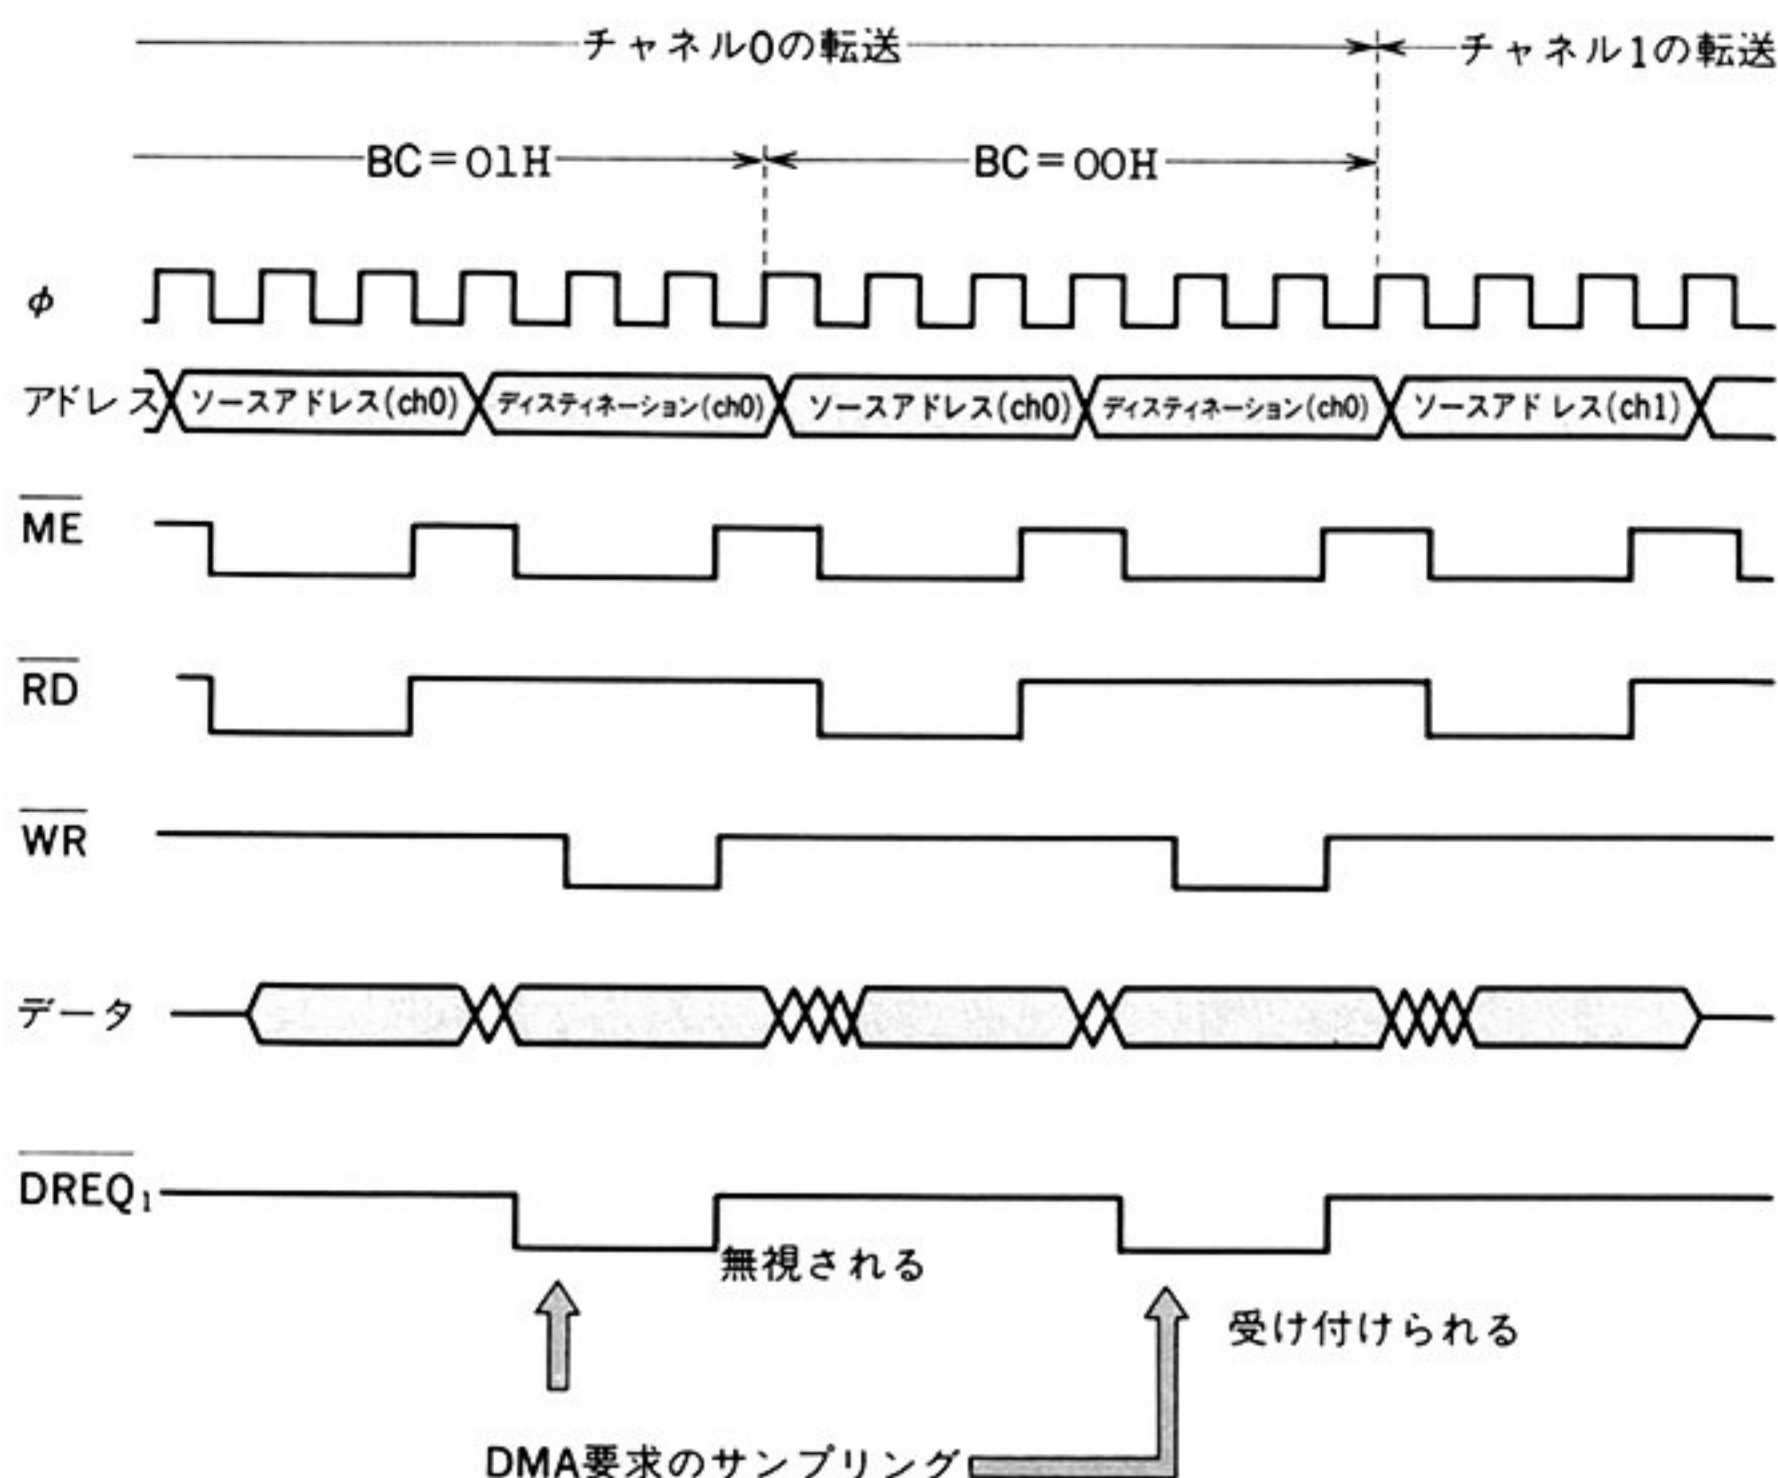 チャネル0の転送 チャネル1の転送
BC=01H BC=00H
φ
アドレス ソースアドレス(ch0) ディスティネーション(ch0) ソースアドレス(ch0) ディスティネーション(ch0) ソースアドレス(ch1)
ME
RD
WR
データ
DREQ1
無視される
受け付けられる
DMA要求のサンプリング